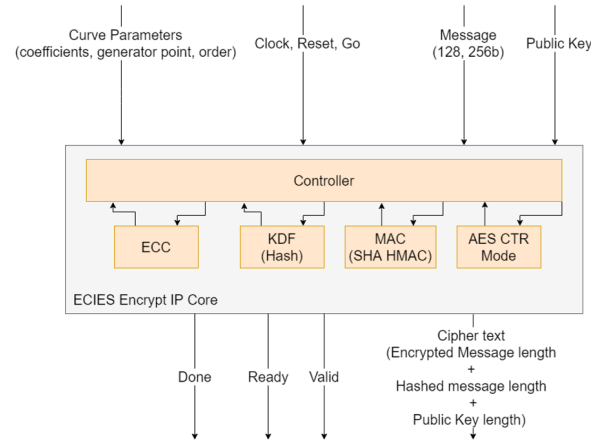 Curve Parameters
(coefficients, generator point, order)
Clock, Reset, Go
Message
(128, 256b)
Public Key
Controller
ECC
KDF
(Hash)
MAC
(SHA HMAC)
AES CTR
Mode
ECIES Encrypt IP Core
Done
Ready
Valid
Cipher text
(Encrypted Message length
+
Hashed message length
+
Public Key length)